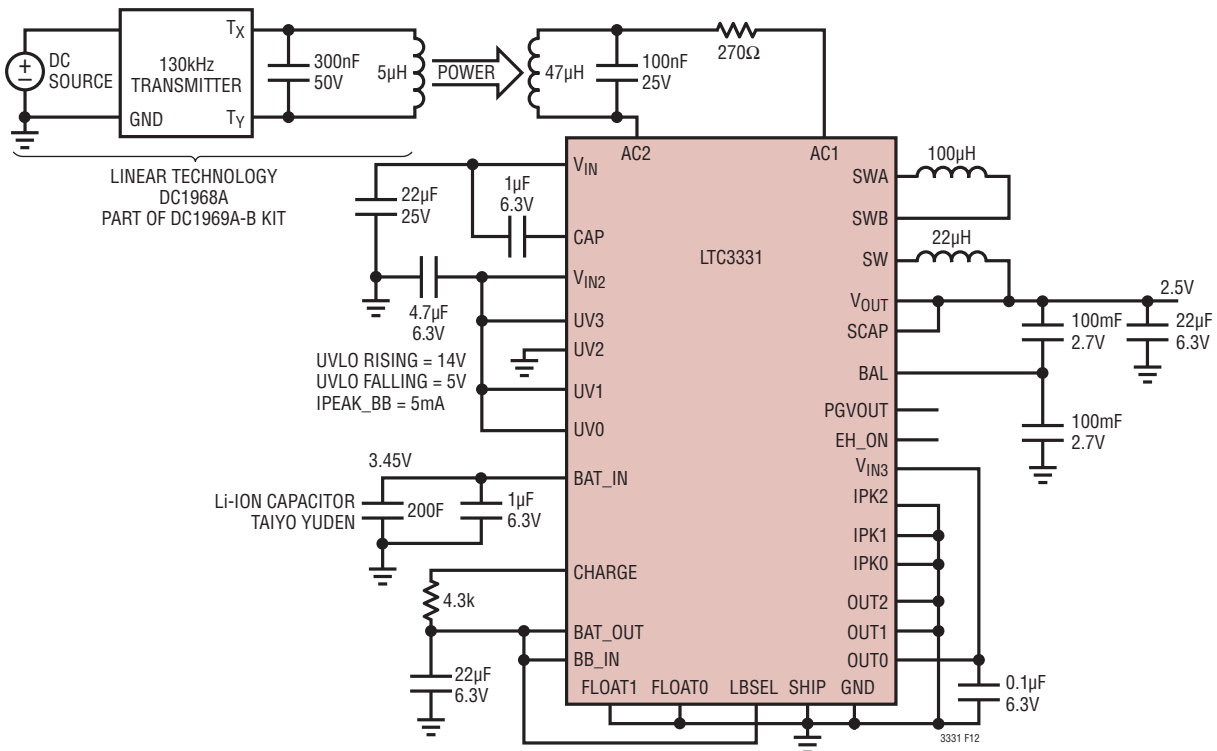 DC
SOURCE
130kHz
TRANSMITTER
TX
TY
GND
300nF
50V
5µH
POWER
47µH
100nF
25V
270Ω
LINEAR TECHNOLOGY
DC1968A
PART OF DC1969A-B KIT
AC2
AC1
VIN
22µF
25V
1µF
6.3V
CAP
VIN2
4.7µF
6.3V
UV3
UV2
UV1
UV0
UVLO RISING = 14V
UVLO FALLING = 5V
IPEAK_BB = 5mA
3.45V
BAT_IN
Li-ION CAPACITOR
TAIYO YUDEN
200F
1µF
6.3V
CHARGE
4.3k
BAT_OUT
BB_IN
22µF
6.3V
FLOAT1
FLOAT0
LBSEL
SHIP
GND
LTC3331
SWA
100µH
SWB
22µH
SW
VOUT
2.5V
SCAP
100mF
2.7V
22µF
6.3V
BAL
PGVOUT
100mF
2.7V
EH_ON
VIN3
IPK2
IPK1
IPK0
OUT2
OUT1
OUT0
0.1µF
6.3V
3331 F12